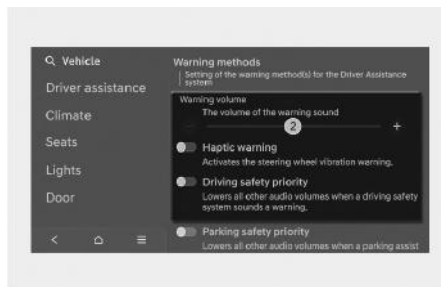 Vehicle
Driver assistance
Climate
Seats
Lights
Door
Warning methods
Setting of the warning method(s) for the Driver Assistance
system
Warning volume
The volume of the warning sound
2
+
Haptic warning
Activates the steering wheel vibration warning.
Driving safety priority
Lowers all other audio volumes when a driving safety
system sounds a warning.
Parking safety priority
Lowers all other audio volumes when a parking assist